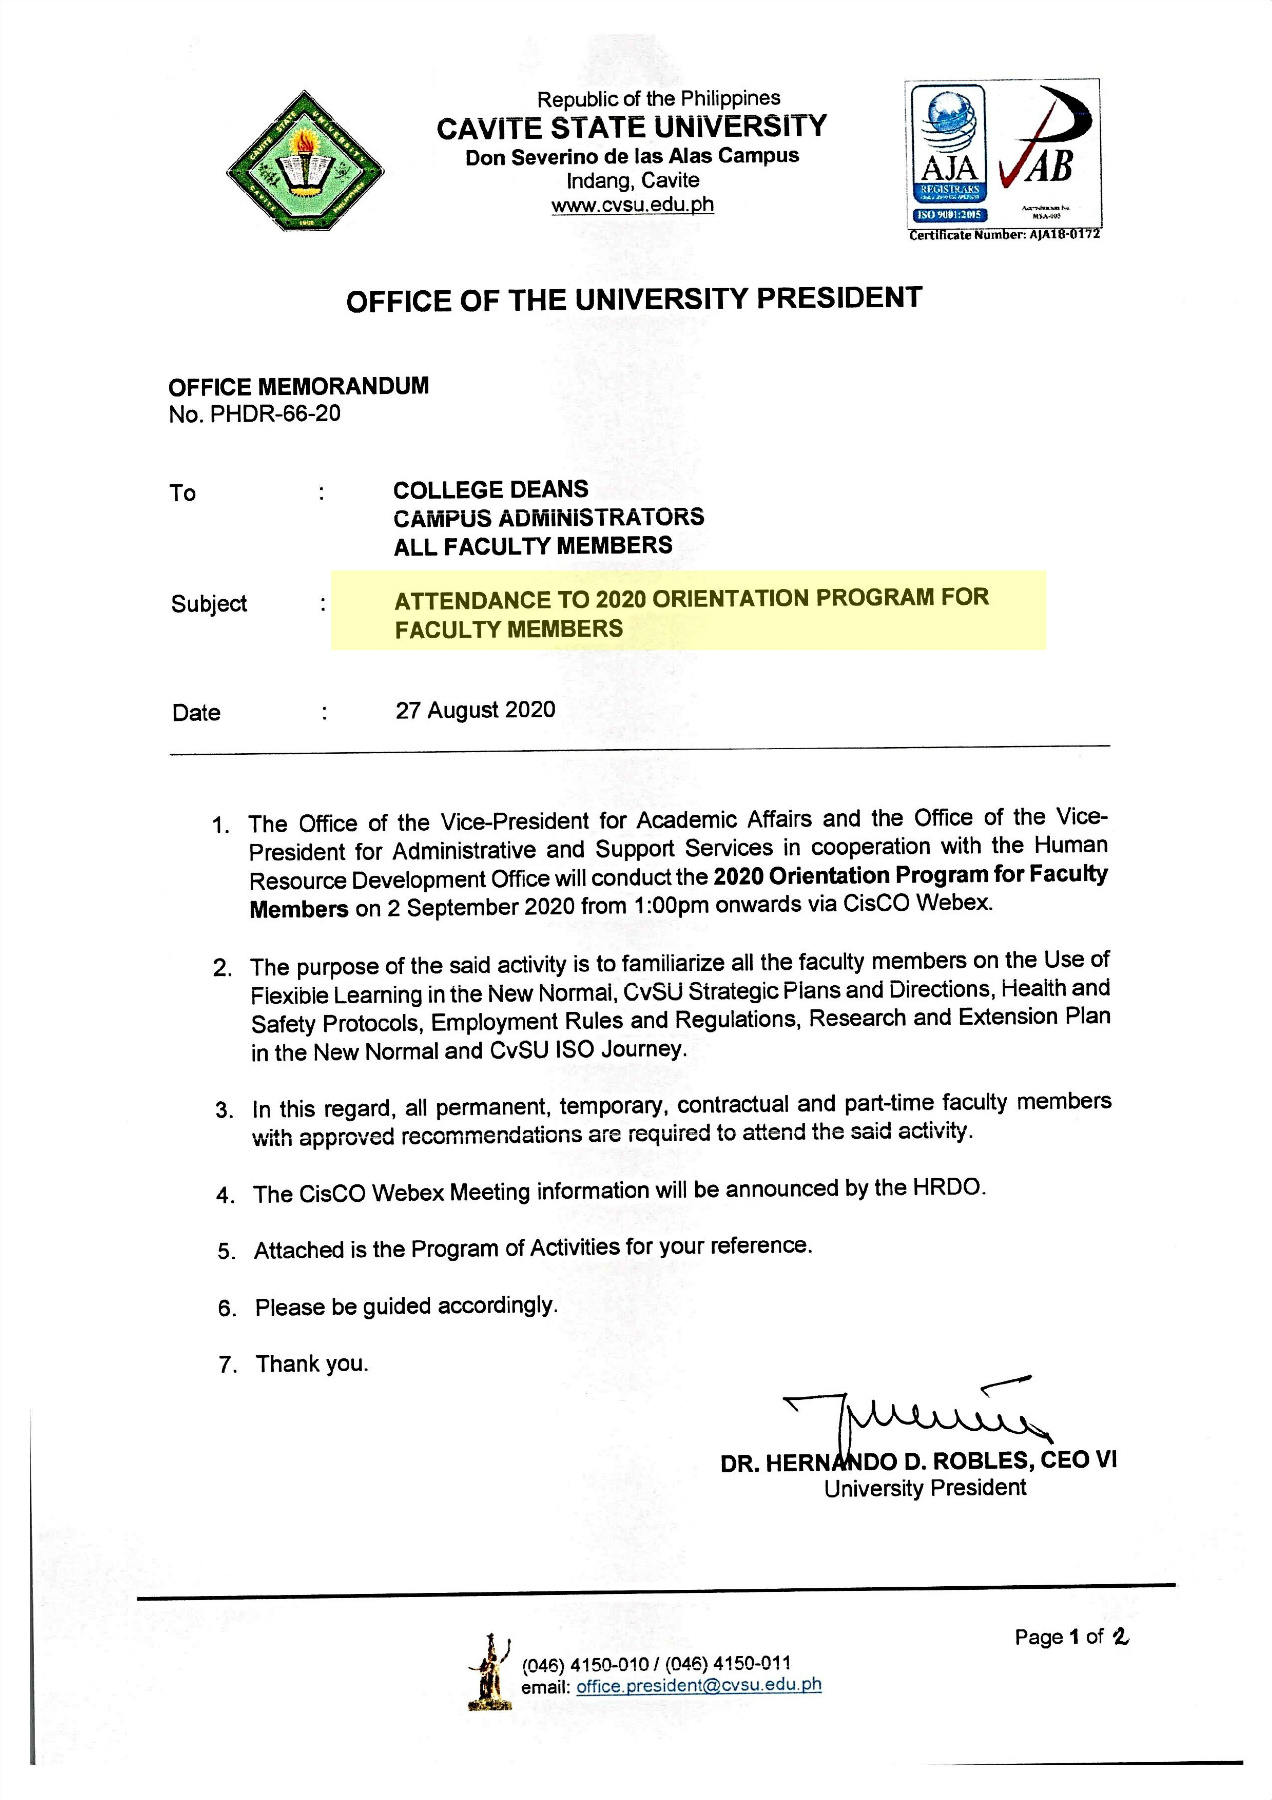 Republic of the Philippines
CAVITE STATE UNIVERSITY
Don Severino de las Alas Campus
Indang, Cavite
www.cvsu.edu.ph
CAVITE STATE UNIVERSITY
CAVITE PHILIPPINES
1906
AJA
REGISTRARS
ISO 9001:2015
PAB
Accreditation No.
MSA-005
Certificate Number: AJA18-0172
OFFICE OF THE UNIVERSITY PRESIDENT
OFFICE MEMORANDUM
No. PHDR-66-20
To : COLLEGE DEANS
CAMPUS ADMINISTRATORS
ALL FACULTY MEMBERS
Subject : ATTENDANCE TO 2020 ORIENTATION PROGRAM FOR
FACULTY MEMBERS
Date : 27 August 2020
1. The Office of the Vice-President for Academic Affairs and the Office of the Vice-
President for Administrative and Support Services in cooperation with the Human
Resource Development Office will conduct the 2020 Orientation Program for Faculty
Members on 2 September 2020 from 1:00pm onwards via CisCO Webex.
2. The purpose of the said activity is to familiarize all the faculty members on the Use of
Flexible Learning in the New Normal, CvSU Strategic Plans and Directions, Health and
Safety Protocols, Employment Rules and Regulations, Research and Extension Plan
in the New Normal and CvSU ISO Journey.
3. In this regard, all permanent, temporary, contractual and part-time faculty members
with approved recommendations are required to attend the said activity.
4. The CisCO Webex Meeting information will be announced by the HRDO.
5. Attached is the Program of Activities for your reference.
6. Please be guided accordingly.
7. Thank you.
DR. HERNANDO D. ROBLES, CEO VI
University President
Page 1 of 2
(046) 4150-010 / (046) 4150-011
email: office.president@cvsu.edu.ph